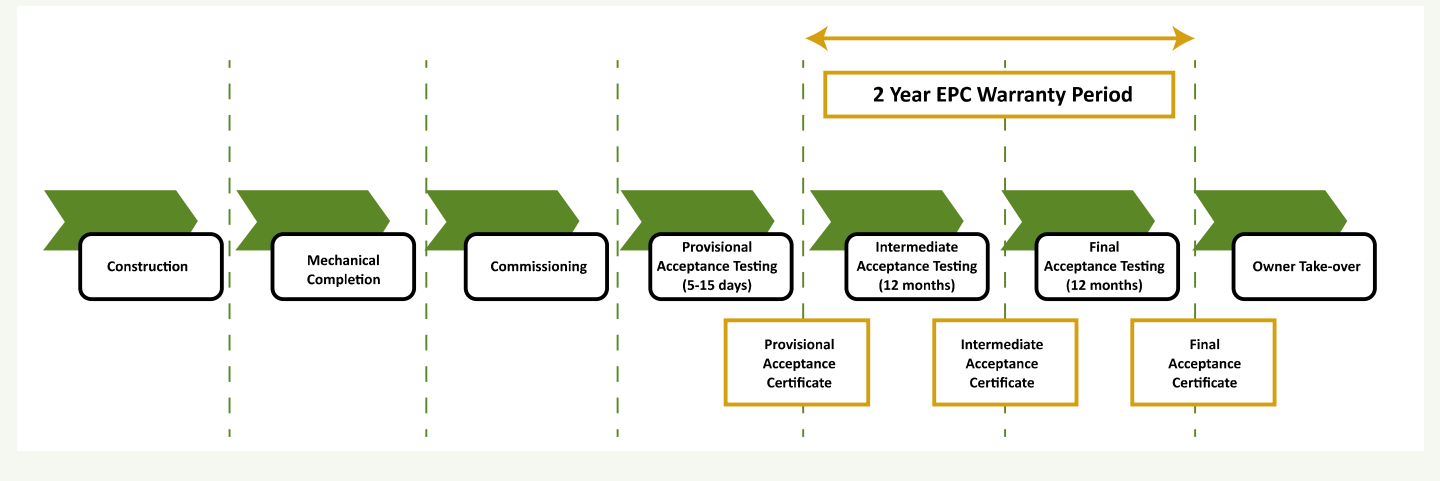 2 Year EPC Warranty Period
Construction
Mechanical
Completion
Commissioning
Provisional
Acceptance Testing
(5-15 days)
Intermediate
Acceptance Testing
(12 months)
Final
Acceptance Testing
(12 months)
Owner Take-over
Provisional
Acceptance
Certificate
Intermediate
Acceptance
Certificate
Final
Acceptance
Certificate